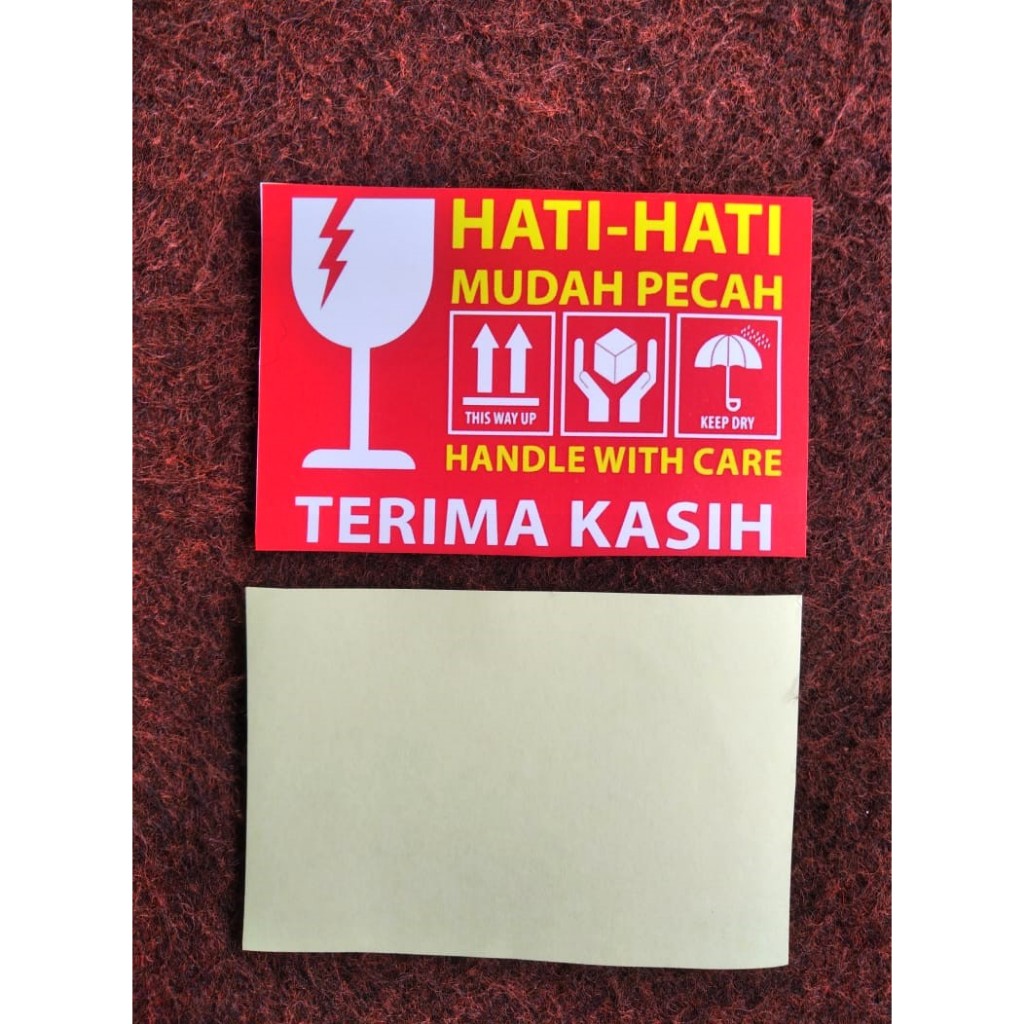 HATI-HATI
MUDAH PECAH
THIS WAY UP
KEEP DRY
HANDLE WITH CARE
TERIMA KASIH